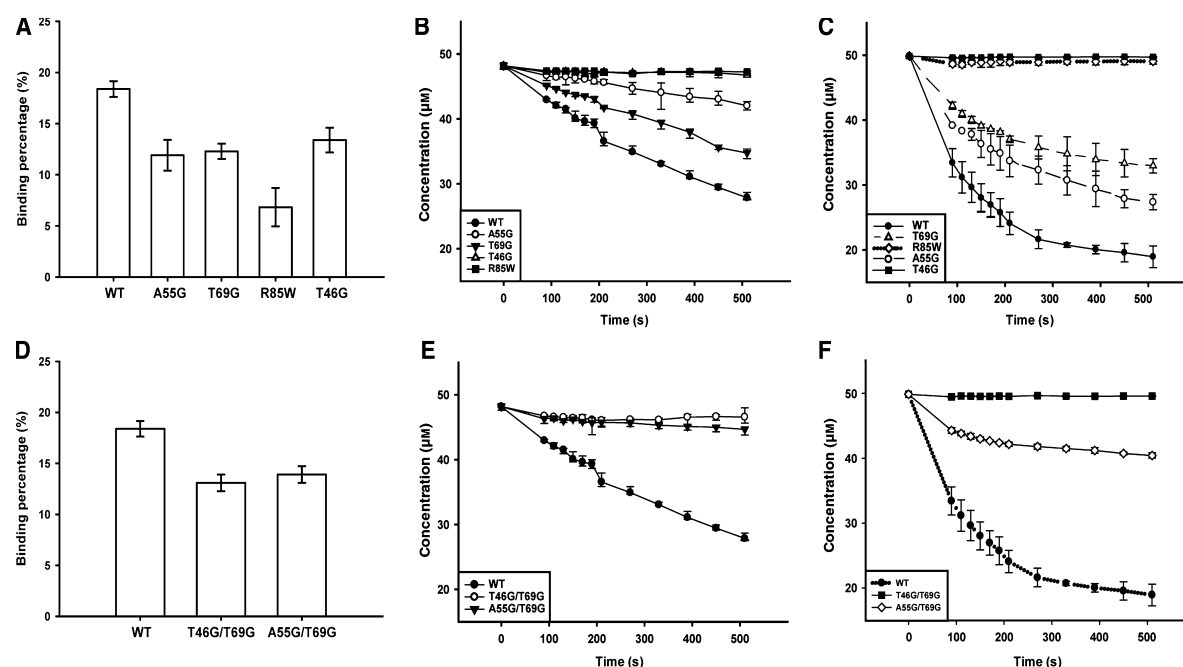 A
Binding percentage (%)
25
20
15
10
5
0
WT A55G T69G R85W T46G
B
Concentration (µM)
50
40
30
20
WT
A55G
T69G
T46G
R85W
0 100 200 300 400 500
Time (s)
C
Concentration (µM)
50
40
30
20
WT
T69G
R85W
A55G
T46G
0 100 200 300 400 500
Time (s)
D
Binding percentage (%)
25
20
15
10
5
0
WT T46G/T69G A55G/T69G
E
Concentration (µM)
50
40
30
20
WT
T46G/T69G
A55G/T69G
0 100 200 300 400 500
Time (s)
F
Concentration (µM)
50
40
30
20
WT
T46G/T69G
A55G/T69G
0 100 200 300 400 500
Time (s)